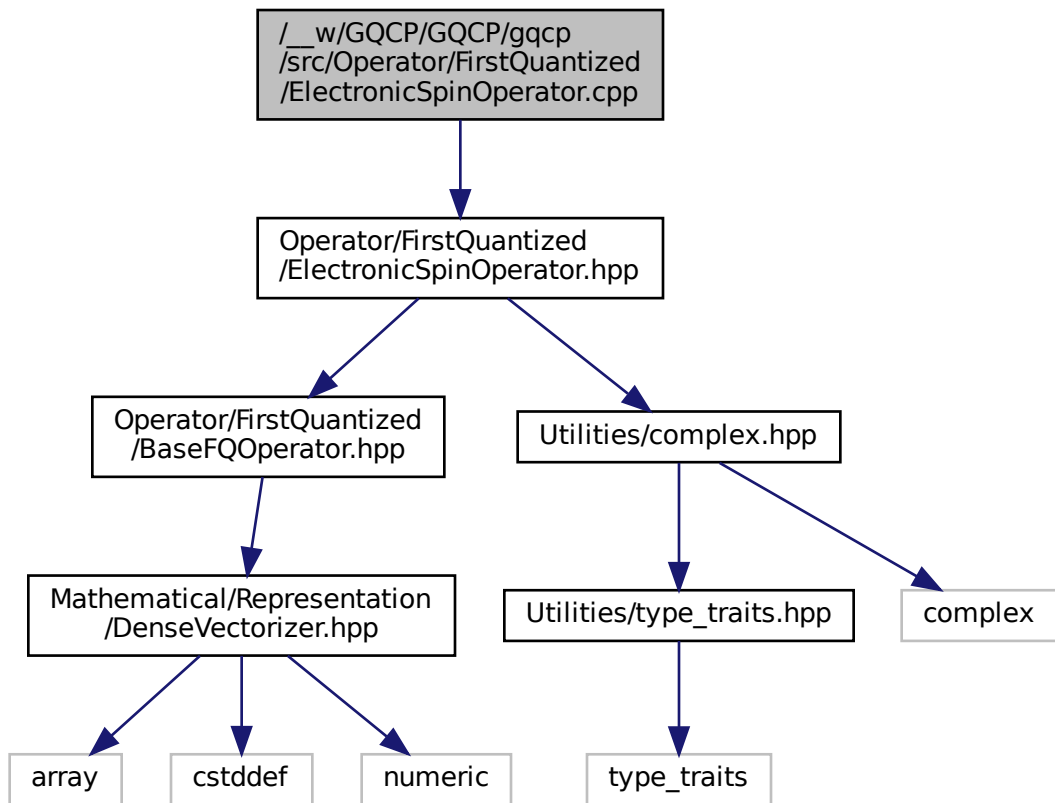 /__w/GQCP/GQCP/gqcp
/src/Operator/FirstQuantized
/ElectronicSpinOperator.cpp
Operator/FirstQuantized
/ElectronicSpinOperator.hpp
Operator/FirstQuantized
/BaseFQOperator.hpp
Utilities/complex.hpp
Mathematical/Representation
/DenseVectorizer.hpp
Utilities/type_traits.hpp
complex
array
cstddef
numeric
type_traits